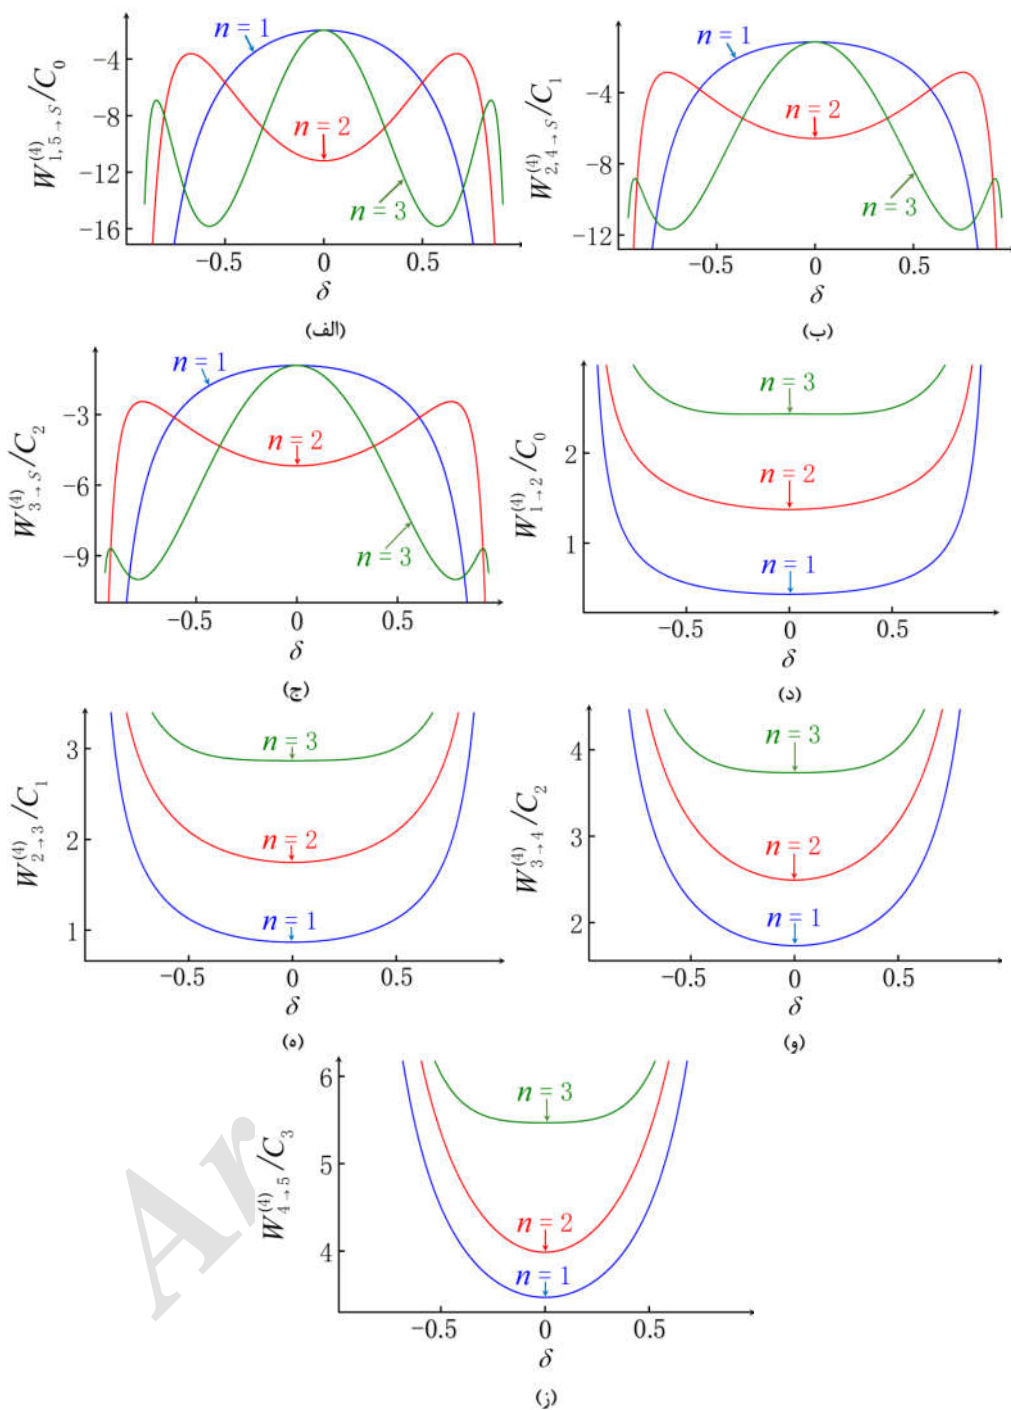 W^{(4)}_{1,5→S}/C_0
n = 1
n = 2
n = 3
−4
−8
−12
−16
−0.5 0 0.5
δ
(الف)
W^{(4)}_{2,4→S}/C_1
n = 1
n = 2
n = 3
−4
−8
−12
−0.5 0 0.5
δ
(ب)
W^{(4)}_{3→S}/C_2
n = 1
n = 2
n = 3
−3
−6
−9
−0.5 0 0.5
δ
(ج)
W^{(4)}_{1→2}/C_0
n = 3
n = 2
n = 1
2
1
−0.5 0 0.5
δ
(د)
W^{(4)}_{2→3}/C_1
n = 3
n = 2
n = 1
3
2
1
−0.5 0 0.5
δ
(ه)
W^{(4)}_{3→4}/C_2
n = 3
n = 2
n = 1
4
3
2
−0.5 0 0.5
δ
(و)
W^{(4)}_{4→5}/C_3
n = 3
n = 2
n = 1
6
5
4
−0.5 0 0.5
δ
(ز)
Ar